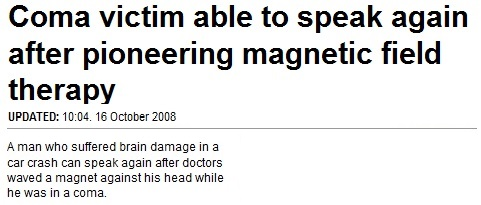 Coma victim able to speak again
after pioneering magnetic field
therapy
UPDATED: 10:04. 16 October 2008
A man who suffered brain damage in a
car crash can speak again after doctors
waved a magnet against his head while
he was in a coma.